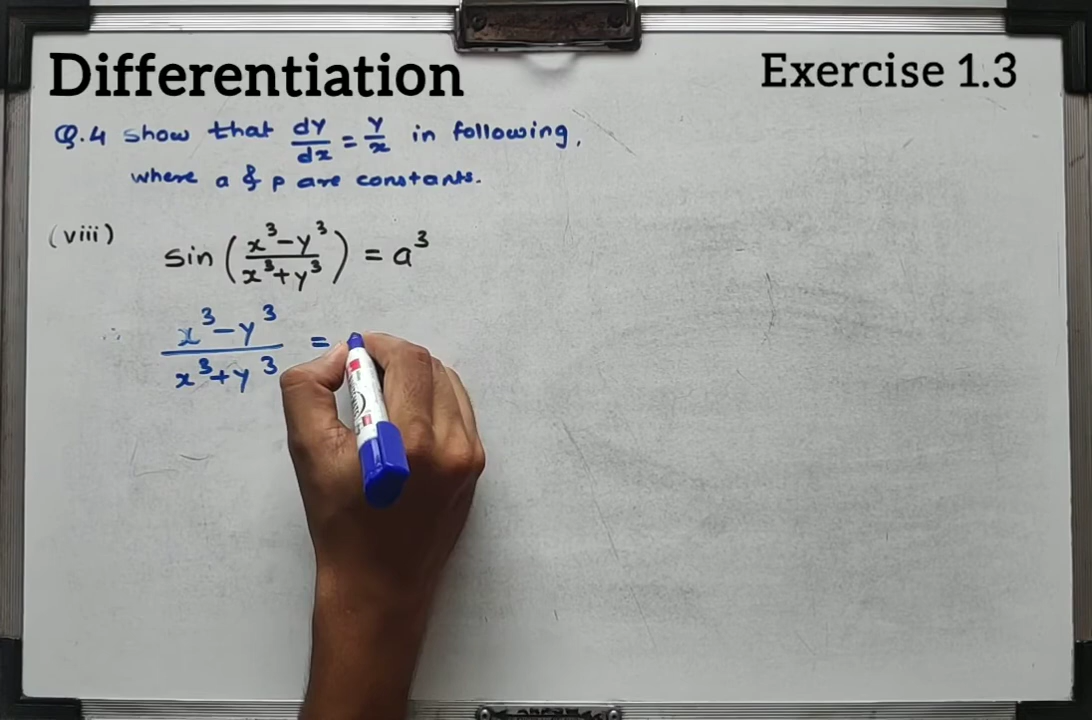 Differentiation
Exercise 1.3
Q.4 show that dy/dx = y/x in following,
where a & p are constants.
(viii) sin (x³-y³/x³+y³) = a³
∴ x³-y³/x³+y³ =